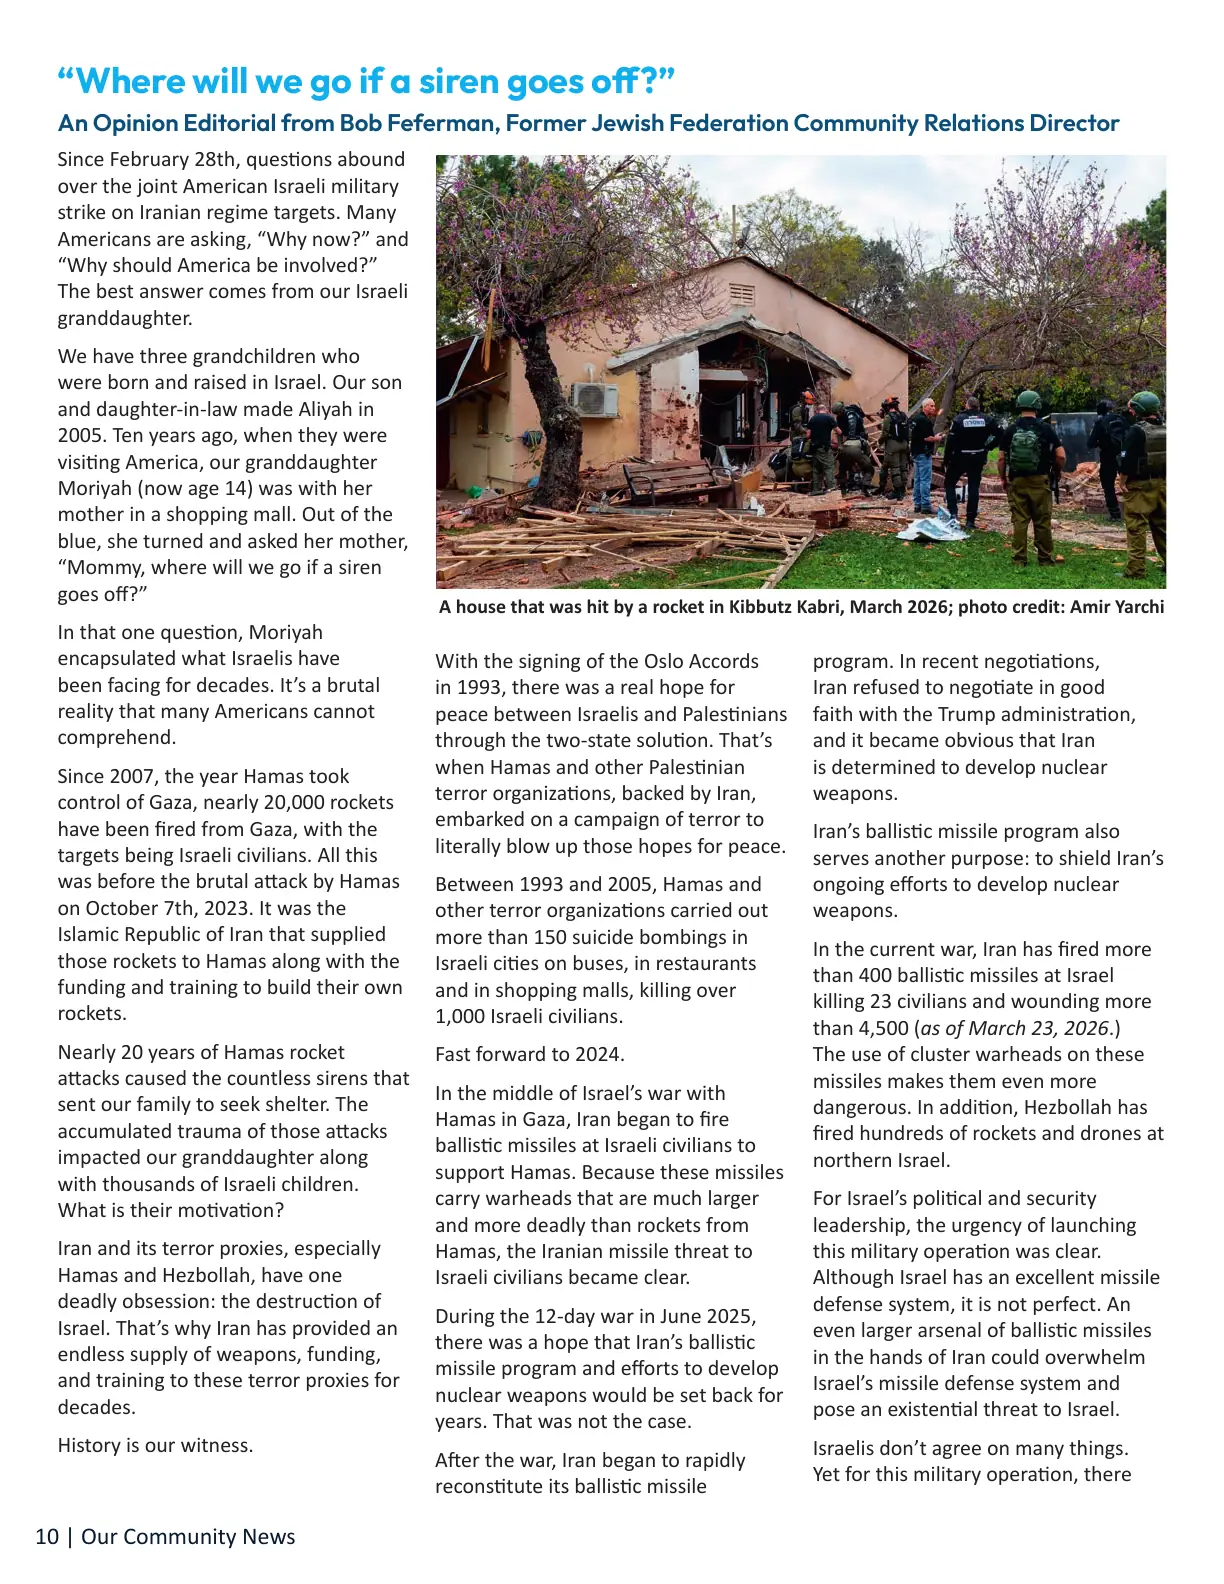 “Where will we go if a siren goes off?”
An Opinion Editorial from Bob Feferman, Former Jewish Federation Community Relations Director
Since February 28th, questions abound
over the joint American Israeli military
strike on Iranian regime targets. Many
Americans are asking, “Why now?” and
“Why should America be involved?”
The best answer comes from our Israeli
granddaughter.
We have three grandchildren who
were born and raised in Israel. Our son
and daughter-in-law made Aliyah in
2005. Ten years ago, when they were
visiting America, our granddaughter
Moriyah (now age 14) was with her
mother in a shopping mall. Out of the
blue, she turned and asked her mother,
“Mommy, where will we go if a siren
goes off?”
In that one question, Moriyah
encapsulated what Israelis have
been facing for decades. It’s a brutal
reality that many Americans cannot
comprehend.
Since 2007, the year Hamas took
control of Gaza, nearly 20,000 rockets
have been fired from Gaza, with the
targets being Israeli civilians. All this
was before the brutal attack by Hamas
on October 7th, 2023. It was the
Islamic Republic of Iran that supplied
those rockets to Hamas along with the
funding and training to build their own
rockets.
Nearly 20 years of Hamas rocket
attacks caused the countless sirens that
sent our family to seek shelter. The
accumulated trauma of those attacks
impacted our granddaughter along
with thousands of Israeli children.
What is their motivation?
Iran and its terror proxies, especially
Hamas and Hezbollah, have one
deadly obsession: the destruction of
Israel. That’s why Iran has provided an
endless supply of weapons, funding,
and training to these terror proxies for
decades.
History is our witness.
A house that was hit by a rocket in Kibbutz Kabri, March 2026; photo credit: Amir Yarchi
With the signing of the Oslo Accords
in 1993, there was a real hope for
peace between Israelis and Palestinians
through the two-state solution. That’s
when Hamas and other Palestinian
terror organizations, backed by Iran,
embarked on a campaign of terror to
literally blow up those hopes for peace.
Between 1993 and 2005, Hamas and
other terror organizations carried out
more than 150 suicide bombings in
Israeli cities on buses, in restaurants
and in shopping malls, killing over
1,000 Israeli civilians.
Fast forward to 2024.
In the middle of Israel’s war with
Hamas in Gaza, Iran began to fire
ballistic missiles at Israeli civilians to
support Hamas. Because these missiles
carry warheads that are much larger
and more deadly than rockets from
Hamas, the Iranian missile threat to
Israeli civilians became clear.
During the 12-day war in June 2025,
there was a hope that Iran’s ballistic
missile program and efforts to develop
nuclear weapons would be set back for
years. That was not the case.
After the war, Iran began to rapidly
reconstitute its ballistic missile
program. In recent negotiations,
Iran refused to negotiate in good
faith with the Trump administration,
and it became obvious that Iran
is determined to develop nuclear
weapons.
Iran’s ballistic missile program also
serves another purpose: to shield Iran’s
ongoing efforts to develop nuclear
weapons.
In the current war, Iran has fired more
than 400 ballistic missiles at Israel
killing 23 civilians and wounding more
than 4,500 (as of March 23, 2026.)
The use of cluster warheads on these
missiles makes them even more
dangerous. In addition, Hezbollah has
fired hundreds of rockets and drones at
northern Israel.
For Israel’s political and security
leadership, the urgency of launching
this military operation was clear.
Although Israel has an excellent missile
defense system, it is not perfect. An
even larger arsenal of ballistic missiles
in the hands of Iran could overwhelm
Israel’s missile defense system and
pose an existential threat to Israel.
Israelis don’t agree on many things.
Yet for this military operation, there
10 | Our Community News